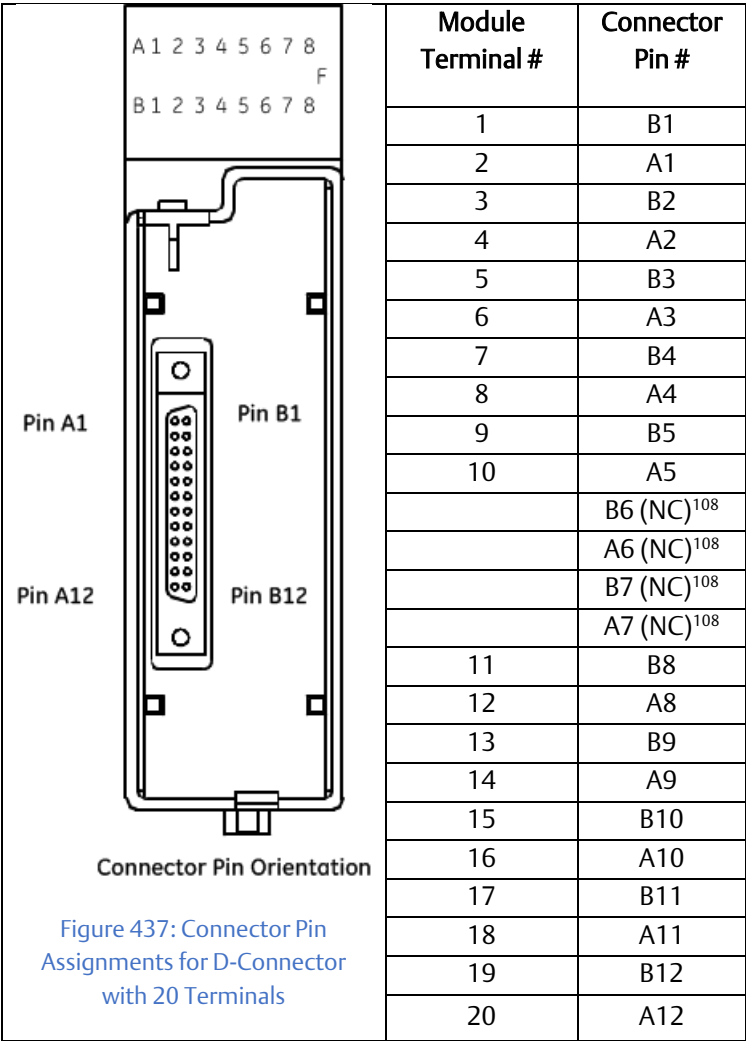 A 1 2 3 4 5 6 7 8
F
B 1 2 3 4 5 6 7 8
Pin A1
Pin B1
Pin A12
Pin B12
Connector Pin Orientation
Figure 437: Connector Pin
Assignments for D-Connector
with 20 Terminals
Module Terminal # Connector Pin #
1 B1
2 A1
3 B2
4 A2
5 B3
6 A3
7 B4
8 A4
9 B5
10 A5
B6 (NC)108
A6 (NC)108
B7 (NC)108
A7 (NC)108
11 B8
12 A8
13 B9
14 A9
15 B10
16 A10
17 B11
18 A11
19 B12
20 A12